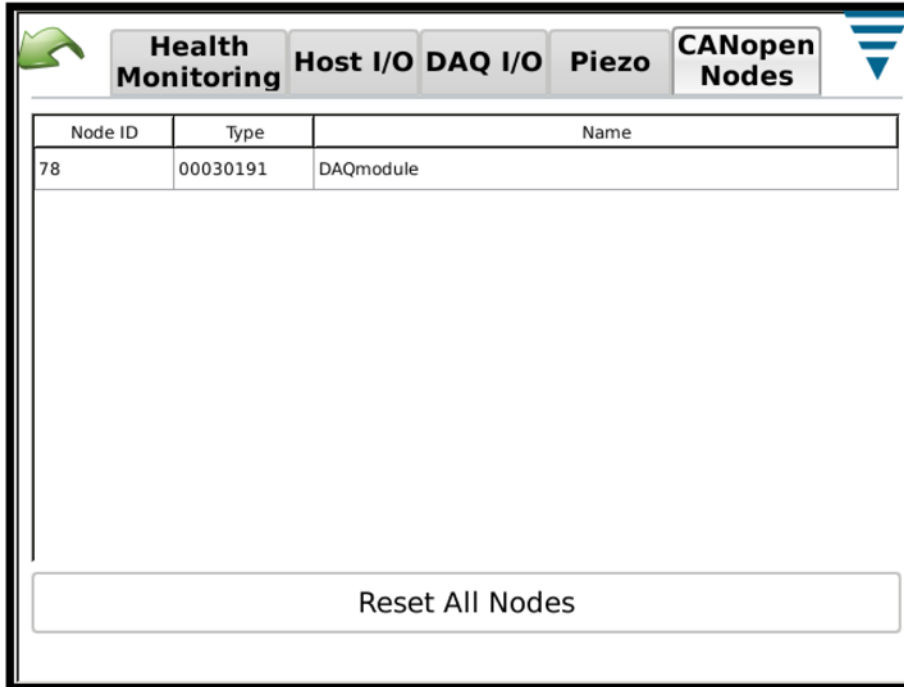 Health
Monitoring
Host I/O
DAQ I/O
Piezo
CANopen
Nodes
Node ID
Type
Name
78
00030191
DAQmodule
Reset All Nodes